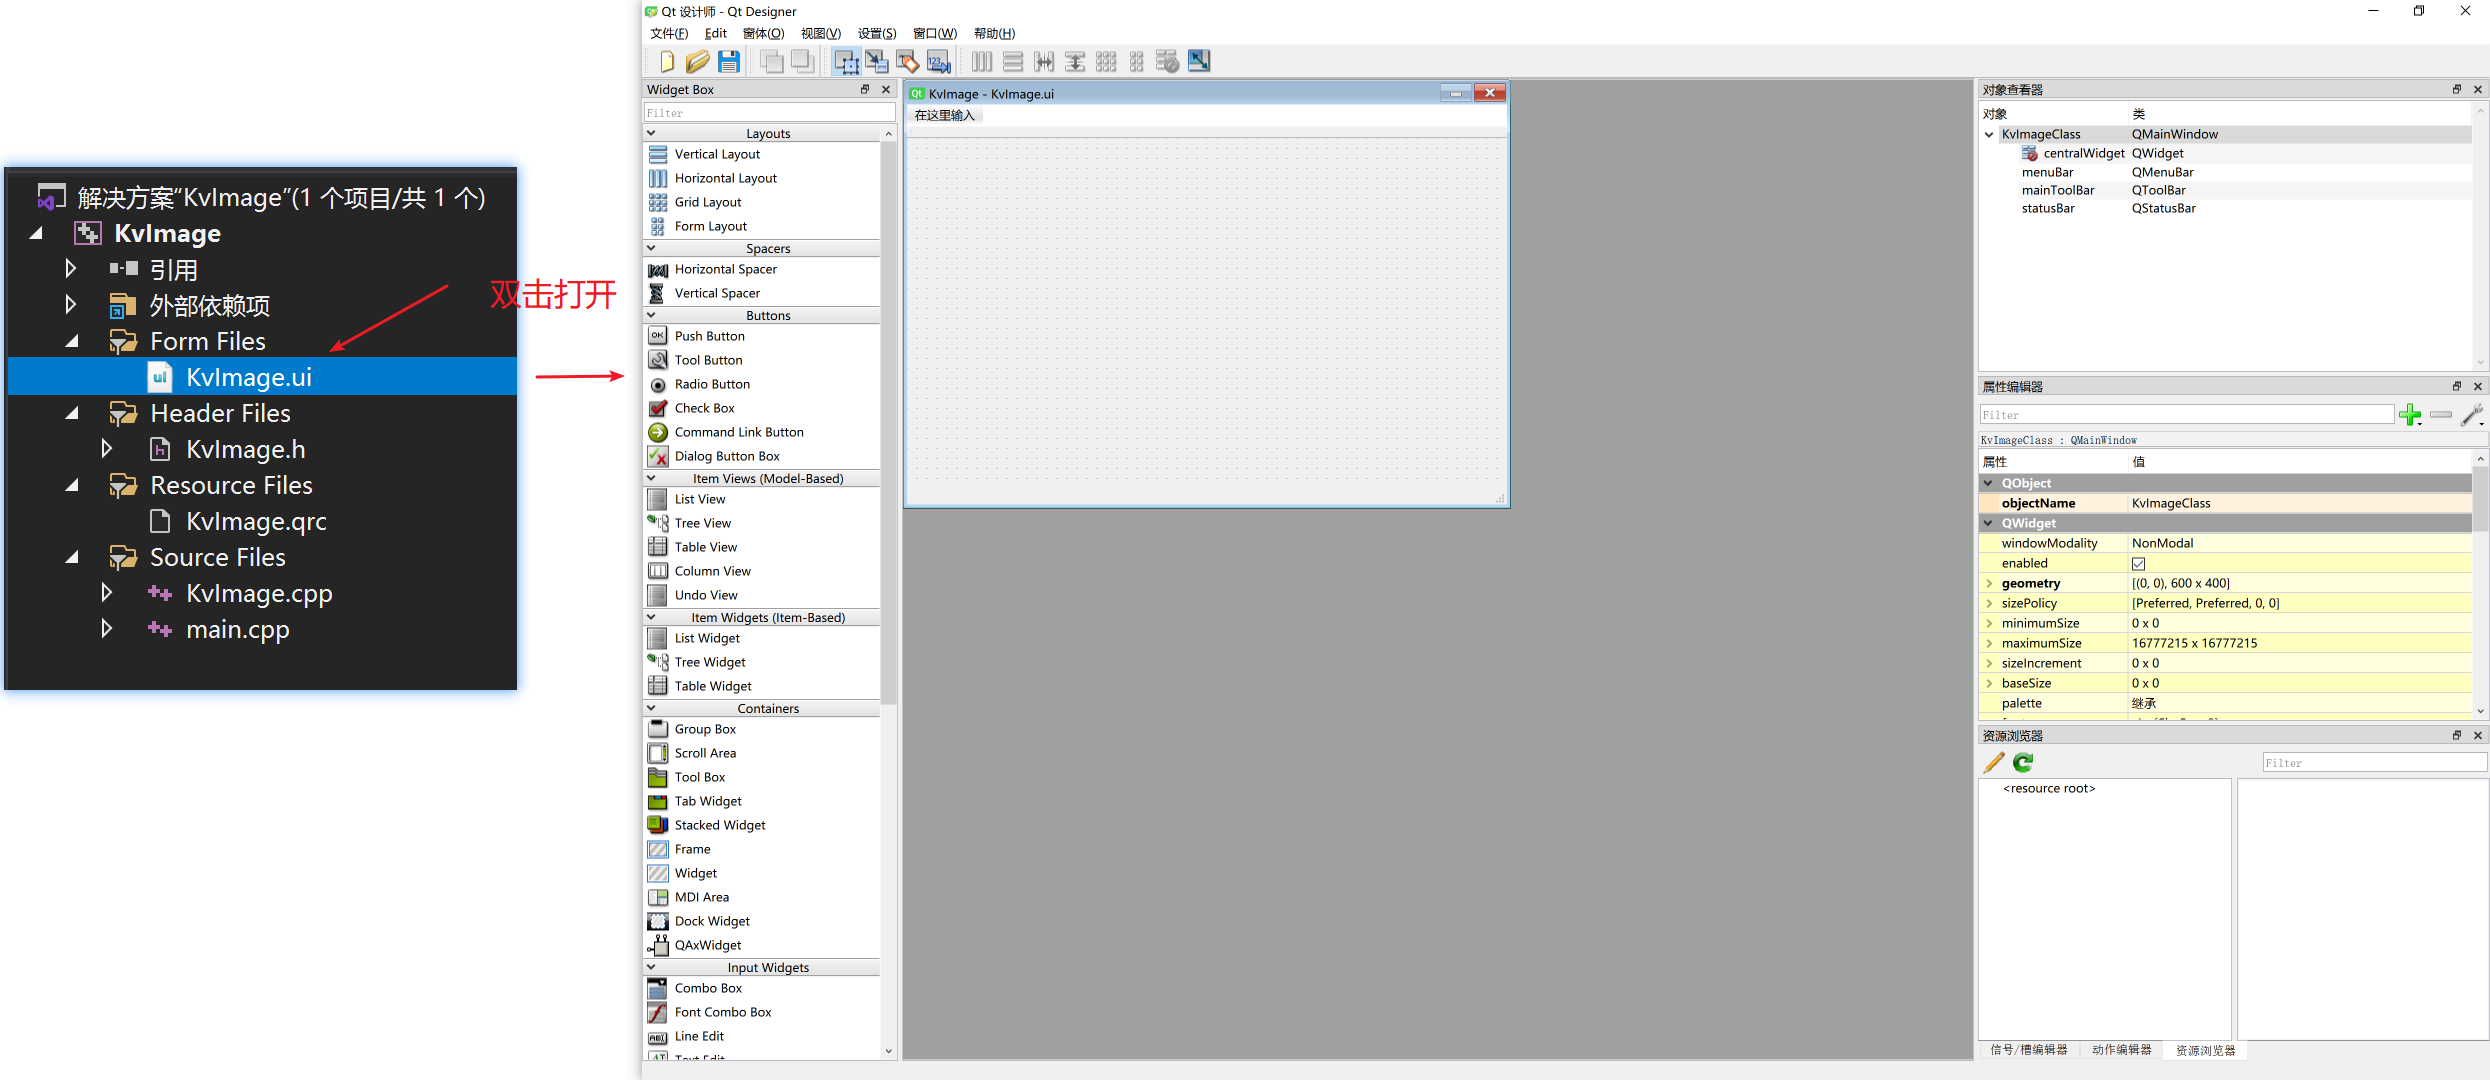 解决方案“KvImage”(1 个项目/共 1 个)
KvImage
引用
外部依赖项
Form Files
KvImage.ui
Header Files
KvImage.h
Resource Files
KvImage.qrc
Source Files
KvImage.cpp
main.cpp
双击打开
Qt 设计师 - Qt Designer
文件(F) Edit 窗体(O) 视图(V) 设置(S) 窗口(W) 帮助(H)
Widget Box
Filter
Layouts
Vertical Layout
Horizontal Layout
Grid Layout
Form Layout
Spacers
Horizontal Spacer
Vertical Spacer
Buttons
Push Button
Tool Button
Radio Button
Check Box
Command Link Button
Dialog Button Box
Item Views (Model-Based)
List View
Tree View
Table View
Column View
Undo View
Item Widgets (Item-Based)
List Widget
Tree Widget
Table Widget
Containers
Group Box
Scroll Area
Tool Box
Tab Widget
Stacked Widget
Frame
Widget
MDI Area
Dock Widget
QAxWidget
Input Widgets
Combo Box
Font Combo Box
Line Edit
Text Edit
KvImage - KvImage.ui
在这里输入
对象查看器
对象 类
KvImageClass QMainWindow
centralWidget QWidget
menuBar QMenuBar
mainToolBar QToolBar
statusBar QStatusBar
属性编辑器
Filter
KvImageClass : QMainWindow
属性 值
QObject
objectName KvImageClass
QWidget
windowModality NonModal
enabled
geometry [(0, 0), 600 x 400]
sizePolicy [Preferred, Preferred, 0, 0]
minimumSize 0 x 0
maximumSize 16777215 x 16777215
sizeIncrement 0 x 0
baseSize 0 x 0
palette 继承
资源浏览器
Filter
<resource root>
信号/槽编辑器 动作编辑器 资源浏览器